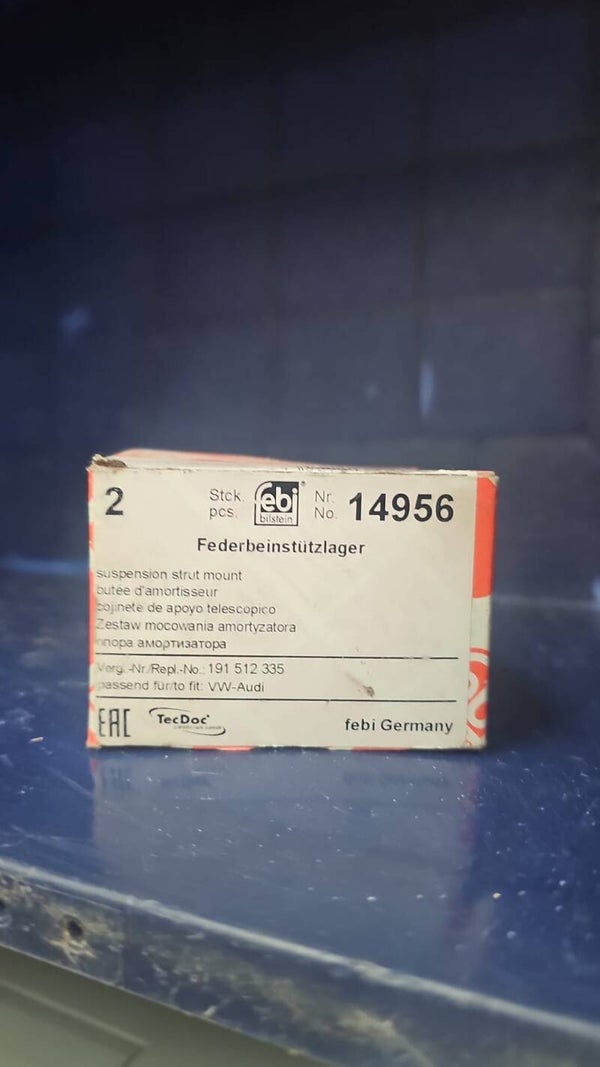 2 Stck. pcs. febi bilstein Nr. No. 14956
Federbeinstützlager
suspension strut mount
butée d'amortisseur
cojinete de apoyo telescopico
Zestaw mocowania amortyzatora
опора амортизатора
Verg.-Nr./Repl.-No.: 191 512 335
passend für/to fit: VW-Audi
EAC TecDoc febi Germany